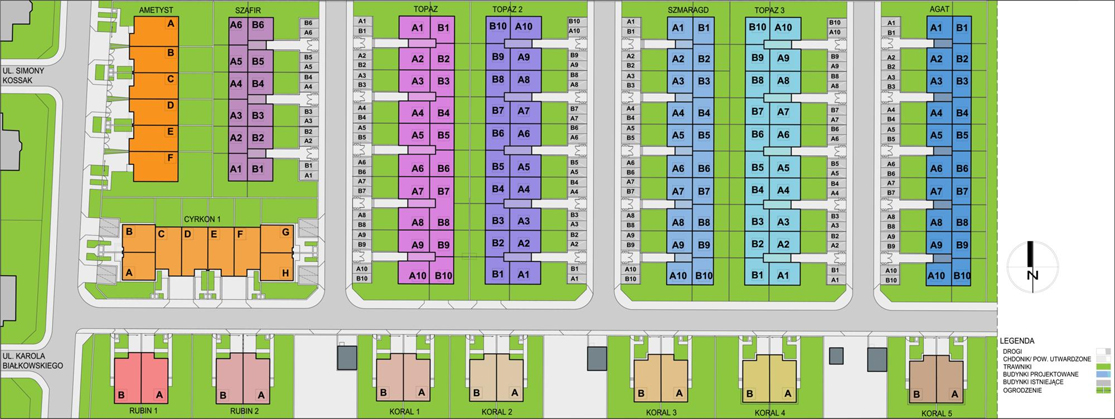 AMETYST
A
B
C
D
E
F
SZAFIR
A6 B6
A5 B5
A4 B4
A3 B3
A2 B2
A1 B1
B6
A6
B5
A5
B4
A4
B3
A3
B2
A2
B1
A1
UL. SIMONY
KOSSAK
CYRKON 1
B
C
D
E
F
G
A
H
A1
B1
A2
B2
A3
B3
A4
B4
A5
B5
A6
B6
A7
B7
A8
B8
A9
B9
A10
B10
TOPAZ
A1 B1
A2 B2
A3 B3
A4 B4
A5 B5
A6 B6
A7 B7
A8 B8
A9 B9
A10 B10
TOPAZ 2
B10 A10
B9 A9
B8 A8
B7 A7
B6 A6
B5 A5
B4 A4
B3 A3
B2 A2
B1 A1
B10
A10
B9
A9
B8
A8
B7
A7
B6
A6
B5
A5
B4
A4
B3
A3
B2
A2
B1
A1
A1
B1
A2
B2
A3
B3
A4
B4
A5
B5
A6
B6
A7
B7
A8
B8
A9
B9
A10
B10
SZMARAGD
A1 B1
A2 B2
A3 B3
A4 B4
A5 B5
A6 B6
A7 B7
A8 B8
A9 B9
A10 B10
TOPAZ 3
B10 A10
B9 A9
B8 A8
B7 A7
B6 A6
B5 A5
B4 A4
B3 A3
B2 A2
B1 A1
B10
A10
B9
A9
B8
A8
B7
A7
B6
A6
B5
A5
B4
A4
B3
A3
B2
A2
B1
A1
A1
B1
A2
B2
A3
B3
A4
B4
A5
B5
A6
B6
A7
B7
A8
B8
A9
B9
A10
B10
AGAT
A1 B1
A2 B2
A3 B3
A4 B4
A5 B5
A6 B6
A7 B7
A8 B8
A9 B9
A10 B10
N
UL. KAROLA
BIAŁKOWSKIEGO
B A
RUBIN 1
B A
RUBIN 2
B A
KORAL 1
B A
KORAL 2
B A
KORAL 3
B A
KORAL 4
B A
KORAL 5
LEGENDA
DROGI
CHDONIKI/ POW. UTWARDZONE
TRAWNIKI
BUDYNKI PROJEKTOWANE
BUDYNKI ISTNIEJĄCE
OGRODZENIE